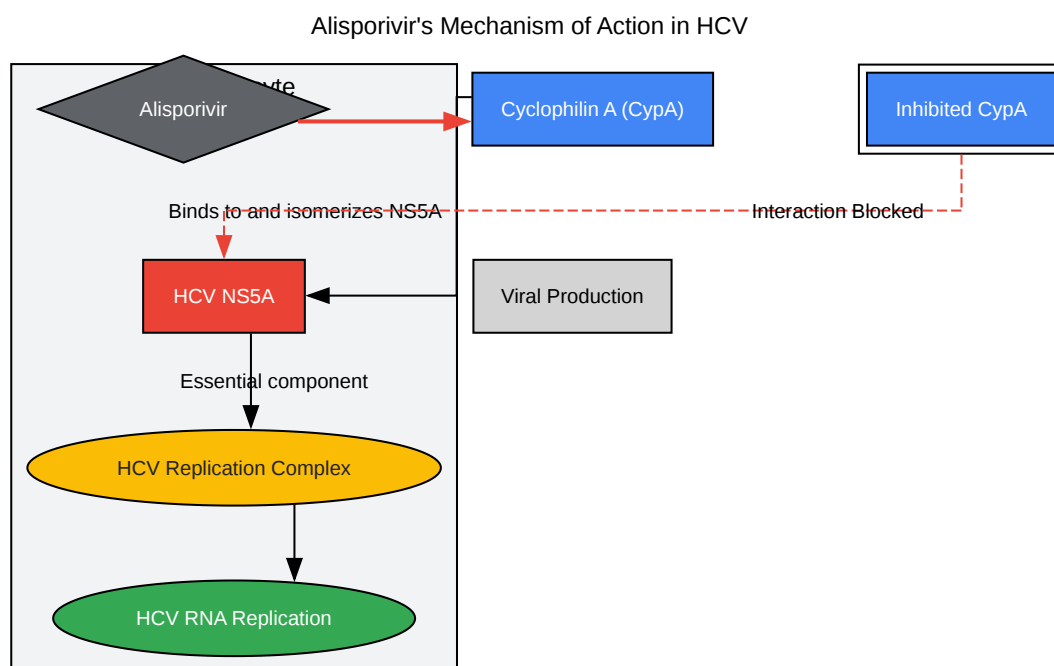 Alisporivir's Mechanism of Action in HCV
Alisporivir
Cyclophilin A (CypA)
Inhibited CypA
Binds to and isomerizes NS5A
Interaction Blocked
HCV NS5A
Viral Production
Essential component
HCV Replication Complex
HCV RNA Replication